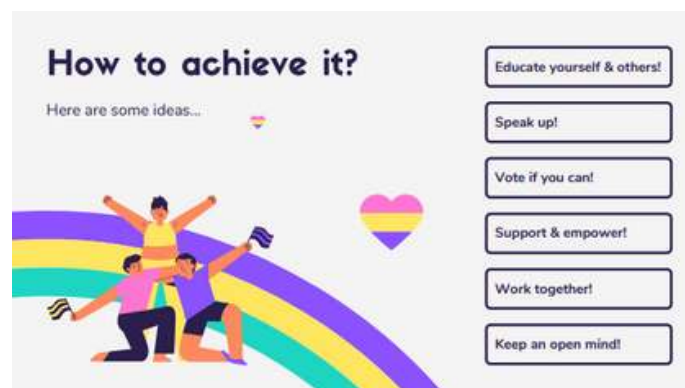 How to achieve it?
Here are some ideas...
Educate yourself & others!
Speak up!
Vote if you can!
Support & empower!
Work together!
Keep an open mind!